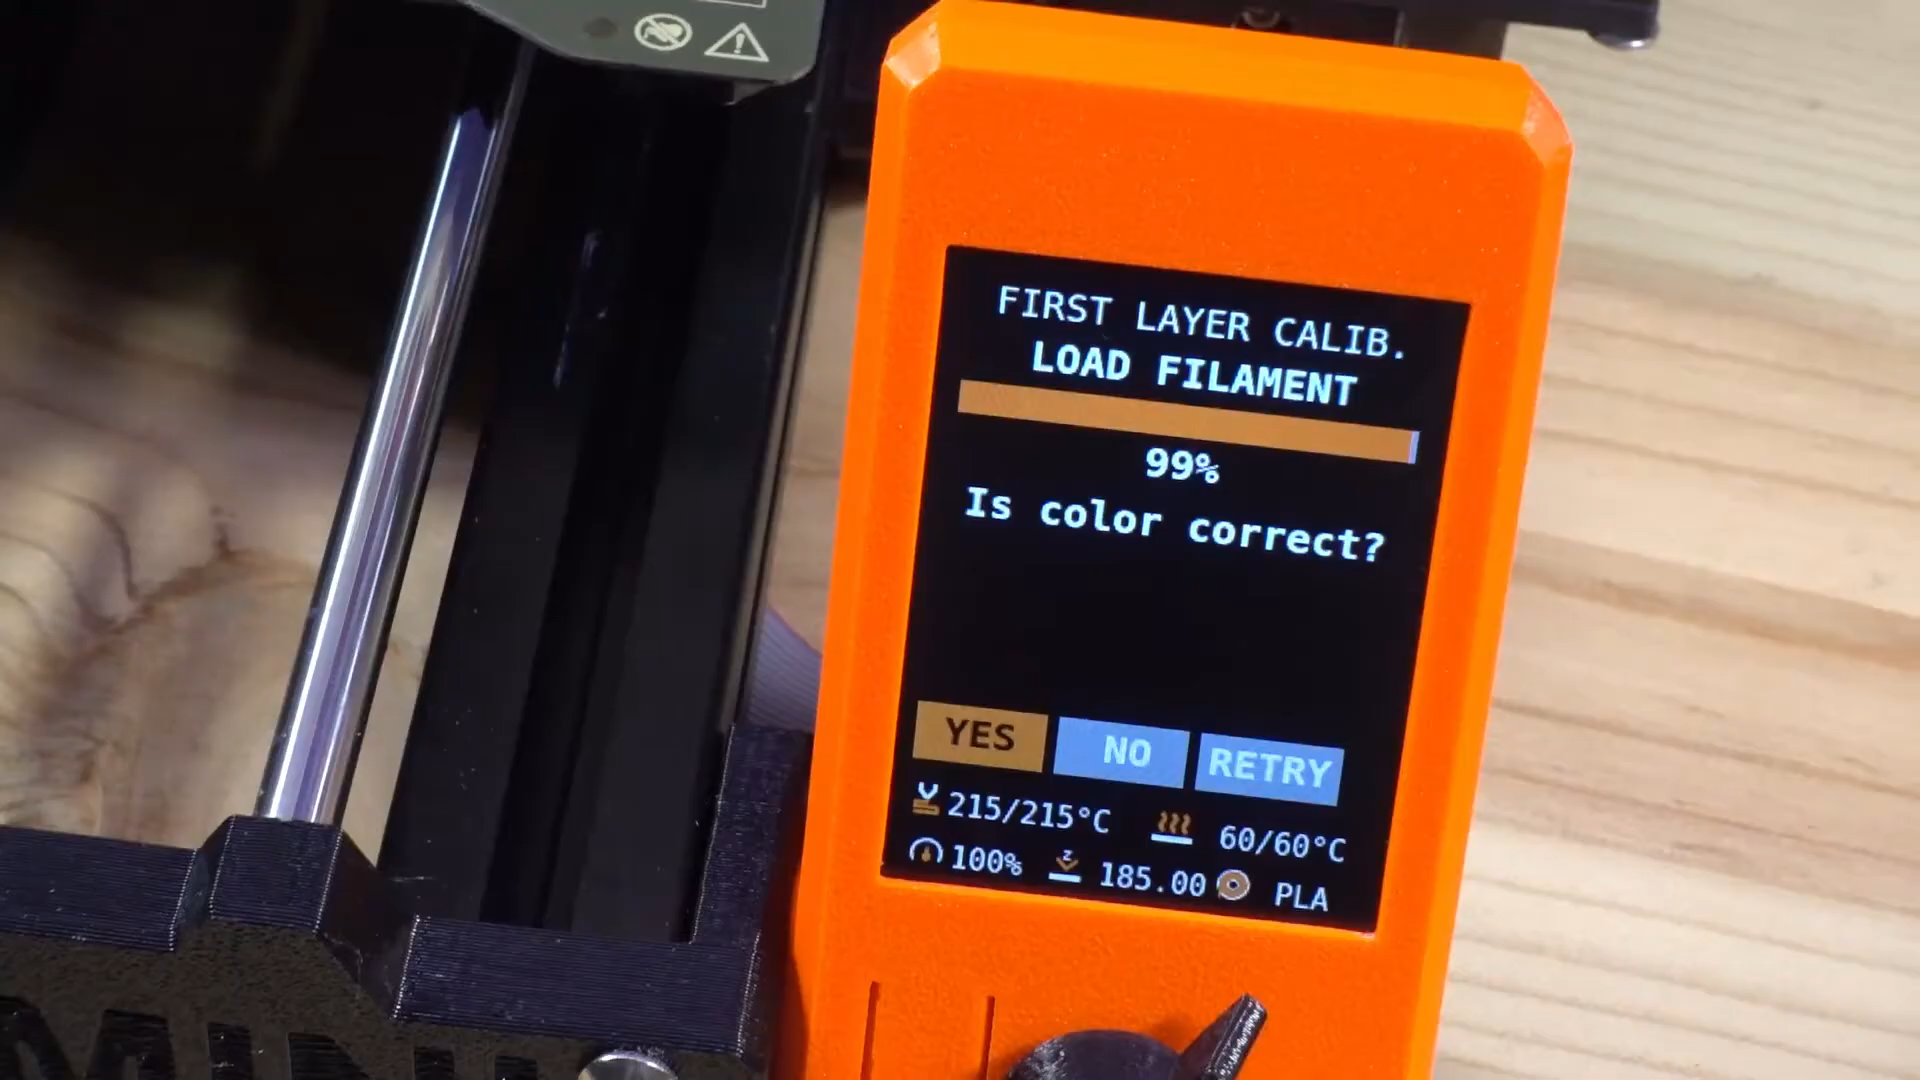 FIRST LAYER CALIB.
LOAD FILAMENT
99%
Is color correct?
YES NO RETRY
215/215°C 60/60°C
100% 185.00 PLA
MINI